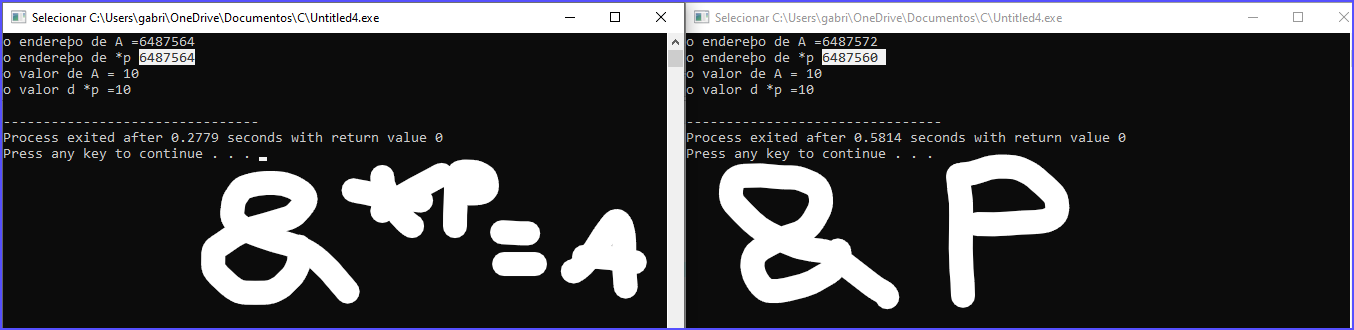 Selecionar C:\Users\gabri\OneDrive\Documentos\C\Untitled4.exe
o endereþo de A =6487564
o endereþo de *p 6487564
o valor de A = 10
o valor d *p =10
--------------------------------
Process exited after 0.2779 seconds with return value 0
Press any key to continue . . .
&*p=A
Selecionar C:\Users\gabri\OneDrive\Documentos\C\Untitled4.exe
o endereþo de A =6487572
o endereþo de *p 6487560
o valor de A = 10
o valor d *p =10
--------------------------------
Process exited after 0.5814 seconds with return value 0
Press any key to continue . . .
& P